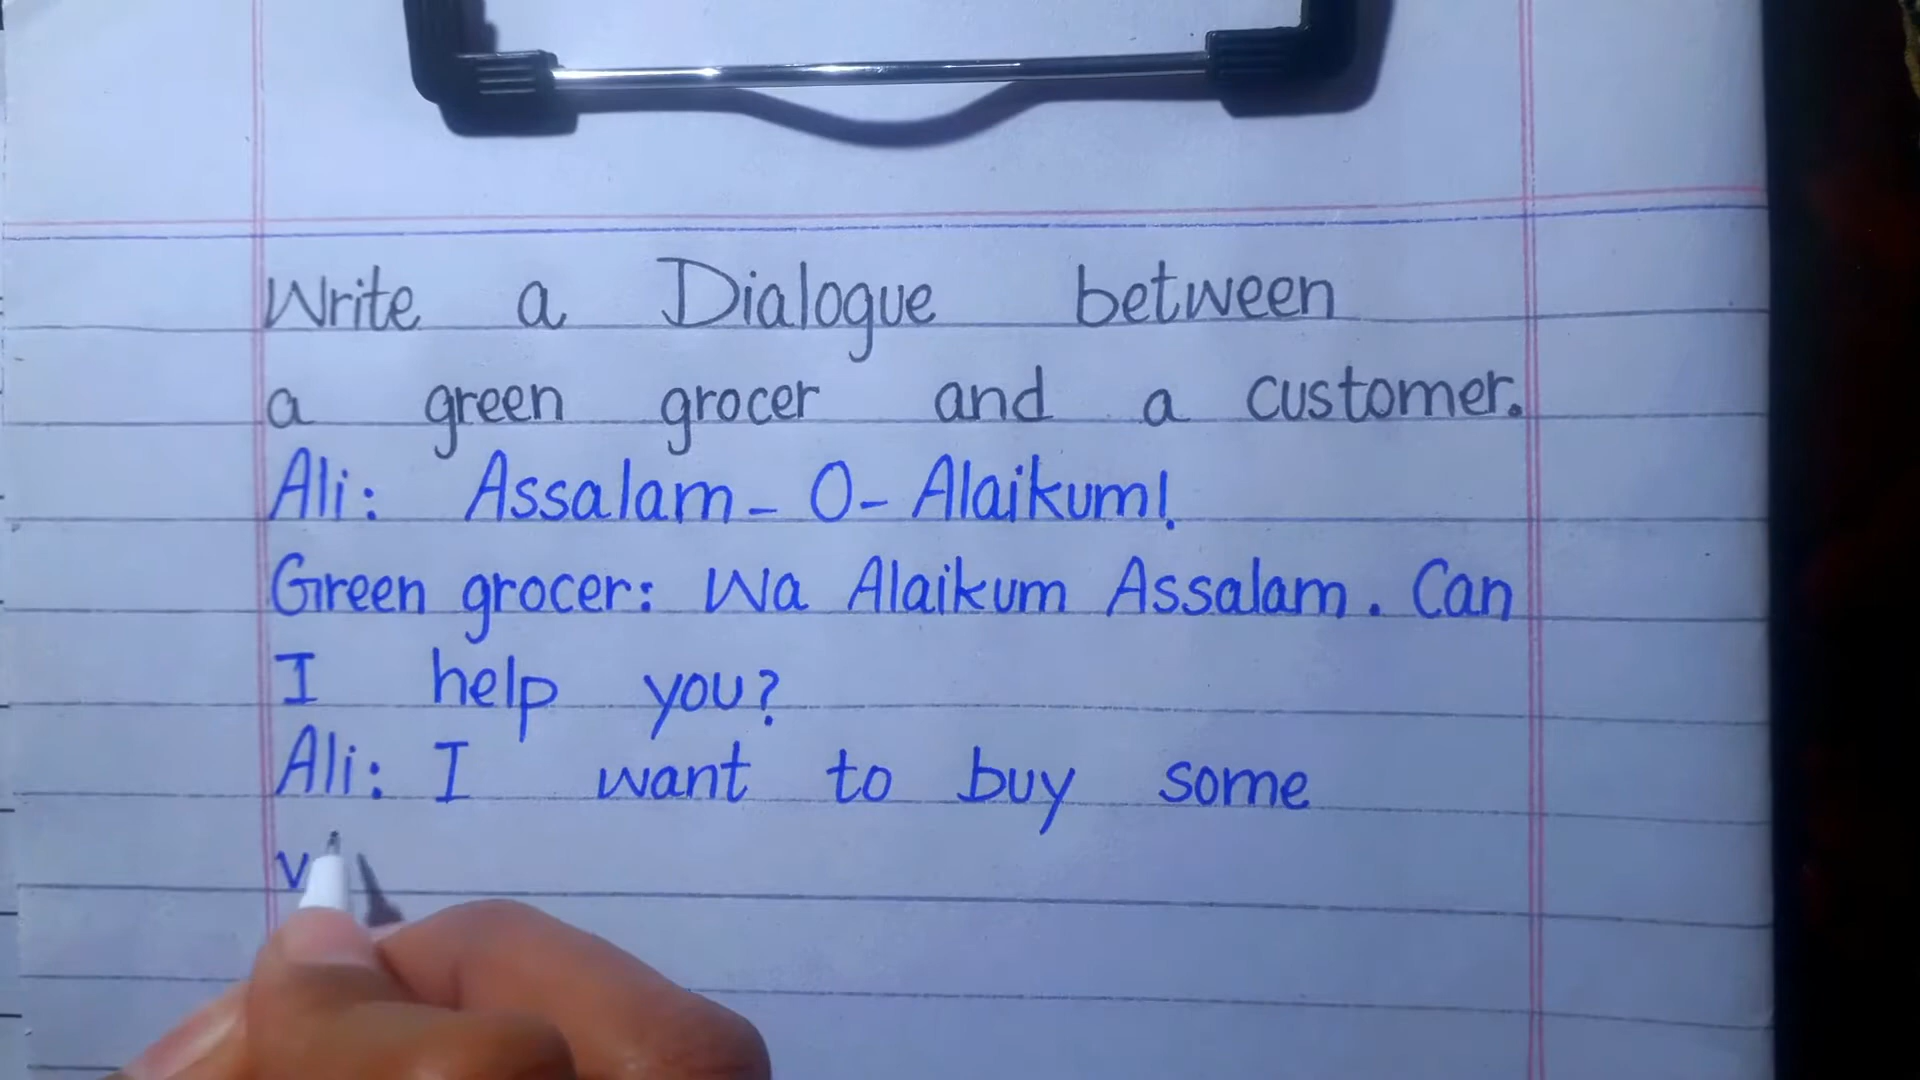 Write a Dialogue between
a green grocer and a customer.
Ali: Assalam-O-Alaikum!
Green grocer: Wa Alaikum Assalam. Can
I help you?
Ali: I want to buy some
v